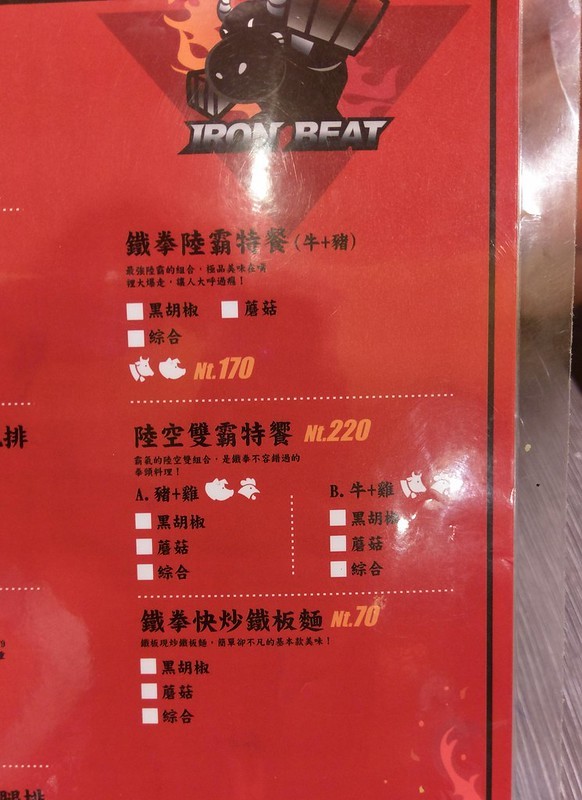 IRON BEAT
鐵拳陸霸特餐(牛+豬)
最強陸霸的組合,極品美味在嘴
裡大爆走,讓人大呼過癮!
黑胡椒 蘑菇
綜合
Nt.170
排
陸空雙霸特饗 Nt.220
霸氣的陸空雙組合,是鐵拳不容錯過的
拳頭料理!
A.豬+雞 B.牛+雞
黑胡椒 黑胡椒
蘑菇 蘑菇
綜合 綜合
鐵拳快炒鐵板麵 Nt.70
鐵板現炒鐵板麵,簡單卻不凡的基本款美味!
黑胡椒
蘑菇
綜合
腿排